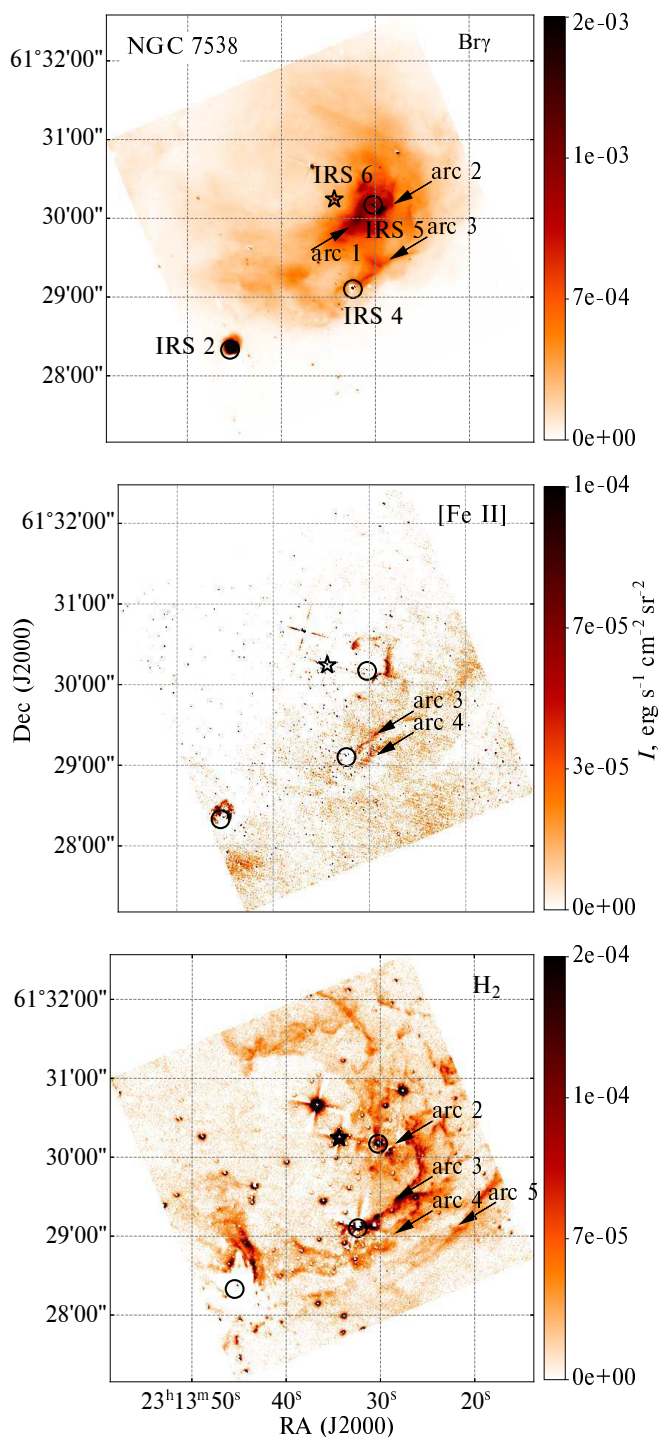 NGC 7538
Brγ
61°32'00"
31'00"
30'00"
29'00"
28'00"
IRS 6
arc 2
IRS 5
arc 3
arc 1
IRS 4
IRS 2
2e-03
1e-03
7e-04
0e+00
[Fe II]
61°32'00"
31'00"
30'00"
29'00"
28'00"
Dec (J2000)
arc 3
arc 4
1e-04
7e-05
3e-05
0e+00
I, erg s⁻¹ cm⁻² sr⁻²
H₂
61°32'00"
31'00"
30'00"
29'00"
28'00"
arc 2
arc 3
arc 4
arc 5
2e-04
1e-04
7e-05
0e+00
23ʰ13ᵐ50ˢ
40ˢ
30ˢ
20ˢ
RA (J2000)